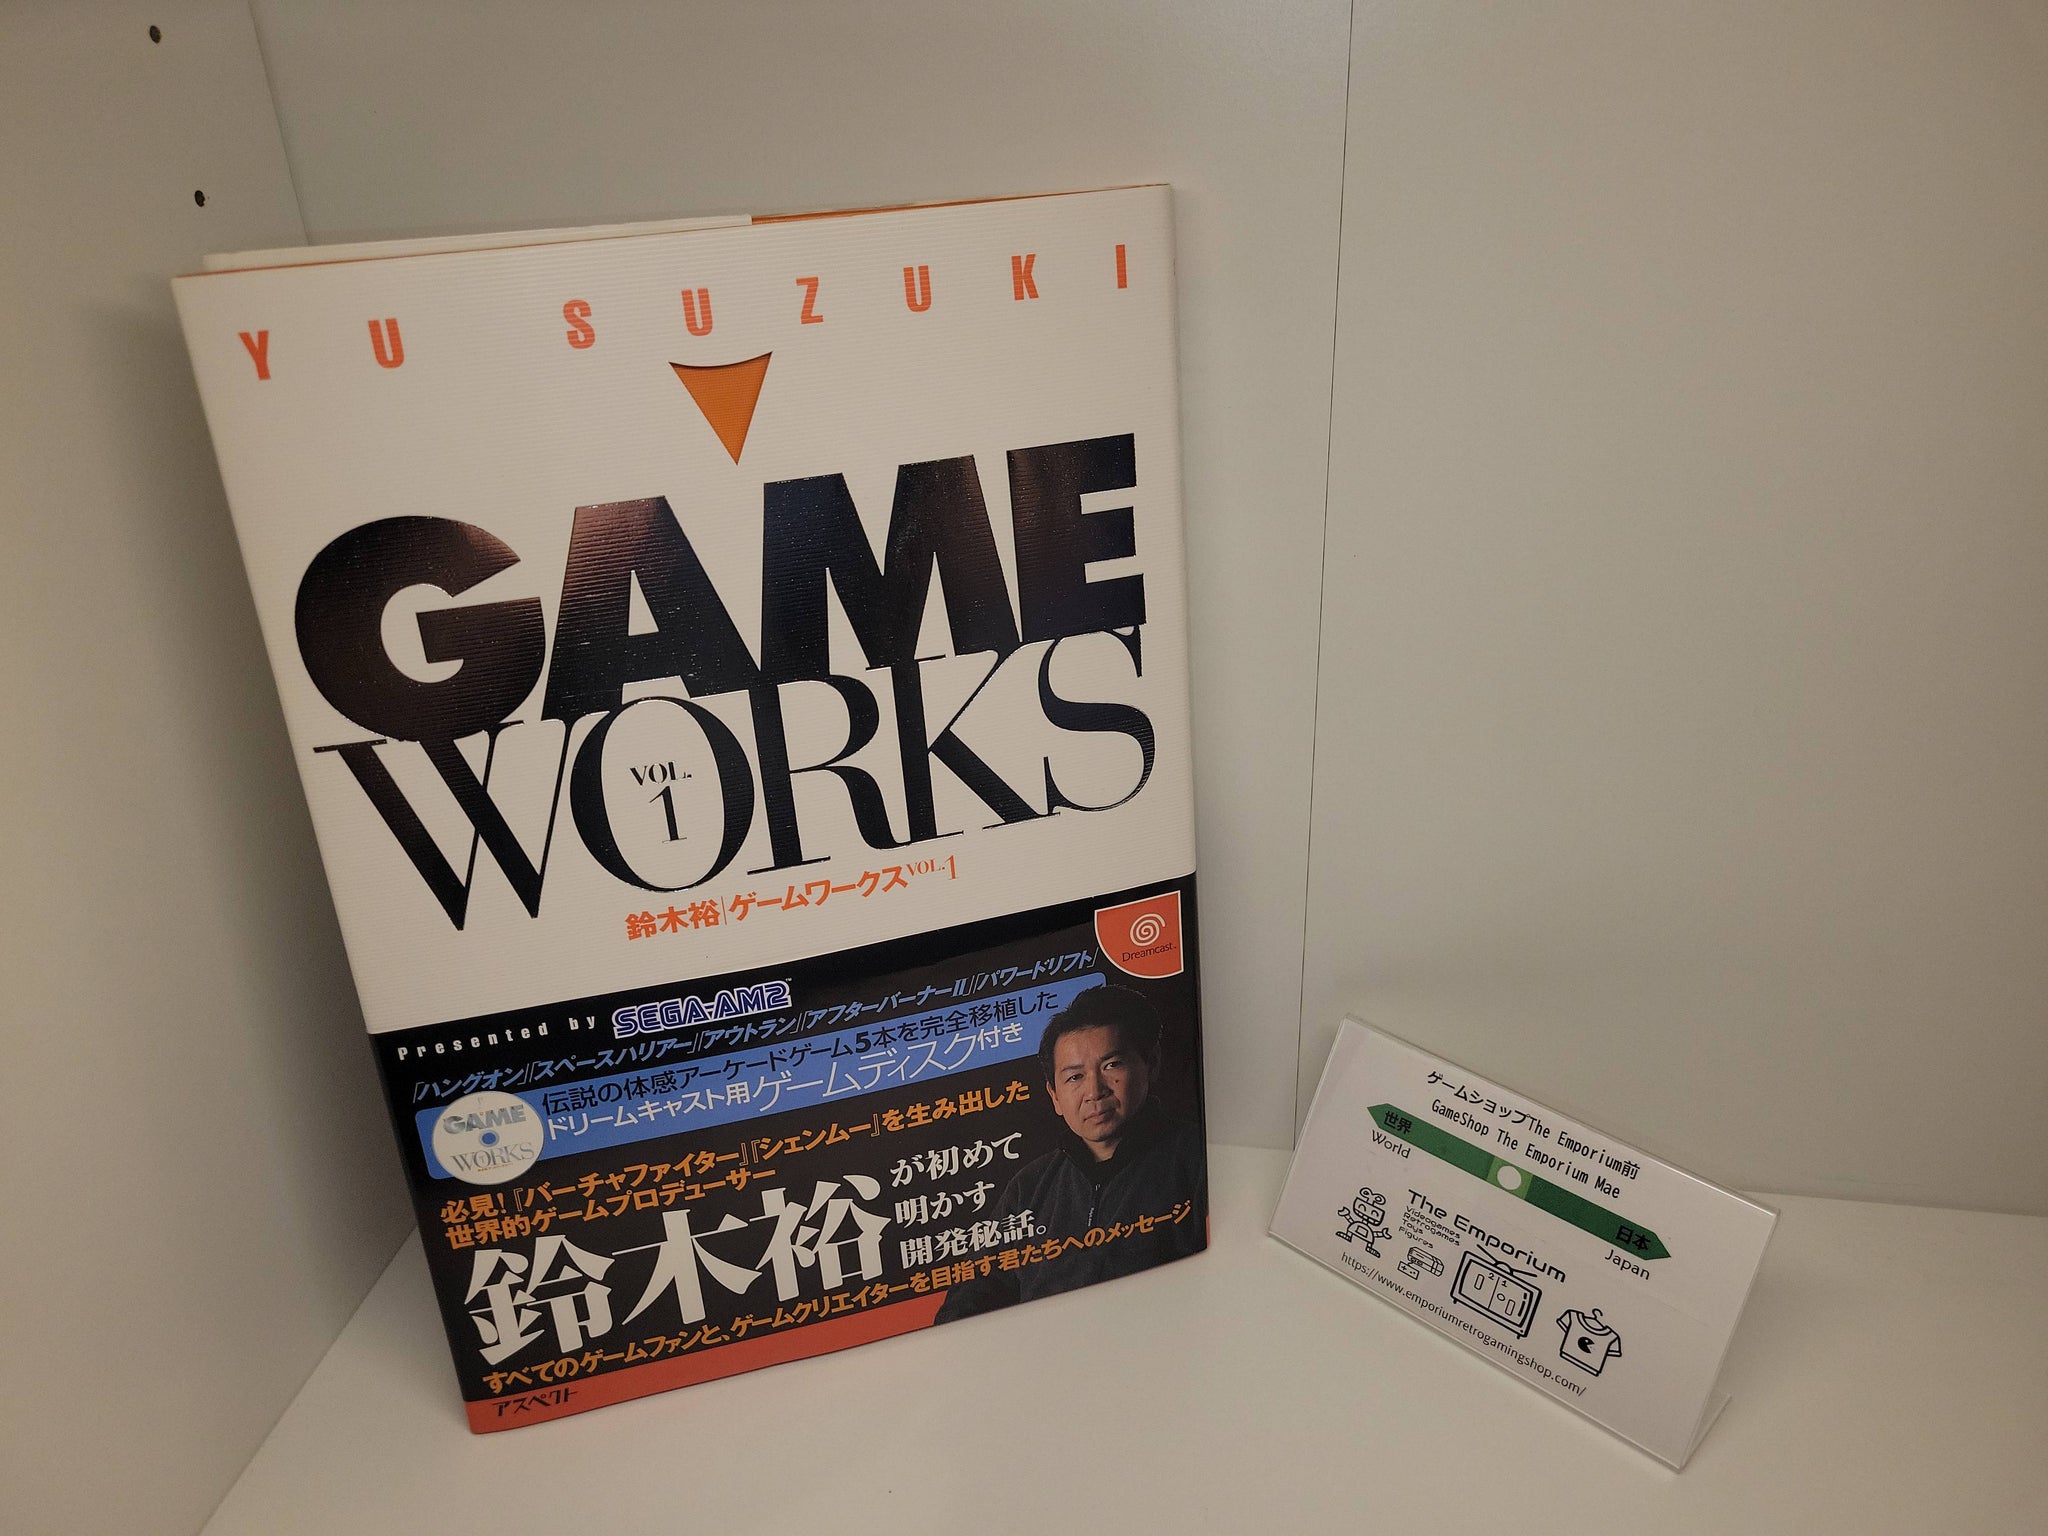 YU SUZUKI
GAME
WORKS
VOL.
1
鈴木裕|ゲームワークスVOL.1
Dreamcast
Presented by SEGA-AM2
「ハングオン」「スペースハリアー」「アウトラン」「アフターバーナーII」「パワードリフト」
伝説の体感アーケードゲーム5本を完全移植した
ドリームキャスト用ゲームディスク付き
GAME
WORKS
必見!『バーチャファイター』『シェンムー』を生み出した
世界的ゲームプロデューサー
鈴木裕が初めて
明かす
開発秘話。
すべてのゲームファンと、ゲームクリエイターを目指す君たちへのメッセージ
アスペクト
ゲームショップThe Emporium前
GameShop The Emporium Mae
世界
World
日本
Japan
The Emporium
Videogames
Retrogames
Toys
Figures
2 1
https://www.emporiumretrogamingshop.com/